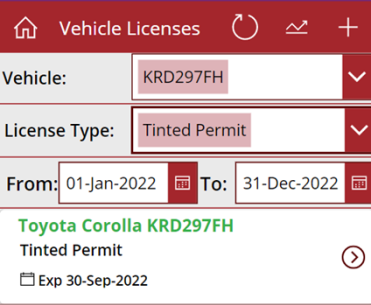 Vehicle Licenses
Vehicle: KRD297FH
License Type: Tinted Permit
From: 01-Jan-2022 To: 31-Dec-2022
Toyota Corolla KRD297FH
Tinted Permit
Exp 30-Sep-2022